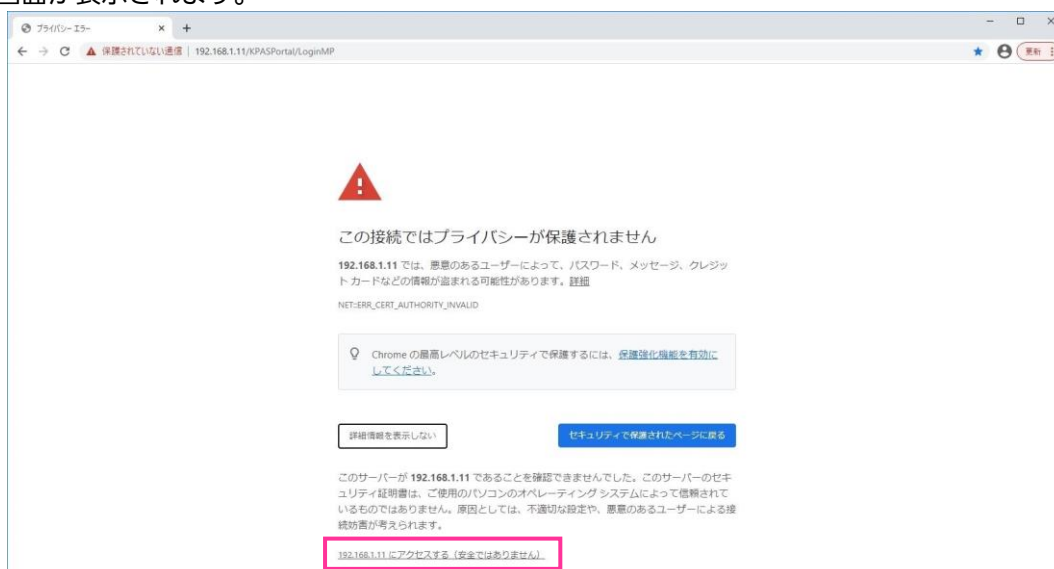 画面が表示されます。
プライバシー エラー
保護されていない通信 | 192.168.1.11/KPASPortal/LoginMP
更新
この接続ではプライバシーが保護されません
192.168.1.11 では、悪意のあるユーザーによって、パスワード、メッセージ、クレジッ
ト カードなどの情報が盗まれる可能性があります。詳細
NET::ERR_CERT_AUTHORITY_INVALID
Chrome の最高レベルのセキュリティで保護するには、保護強化機能を有効に
してください。
詳細情報を表示しない
セキュリティで保護されたページに戻る
このサーバーが 192.168.1.11 であることを確認できませんでした。このサーバーのセキ
ュリティ証明書は、ご使用のパソコンのオペレーティング システムによって信頼されて
いるものではありません。原因としては、不適切な設定や、悪意のあるユーザーによる接
続妨害が考えられます。
192.168.1.11 にアクセスする（安全ではありません）